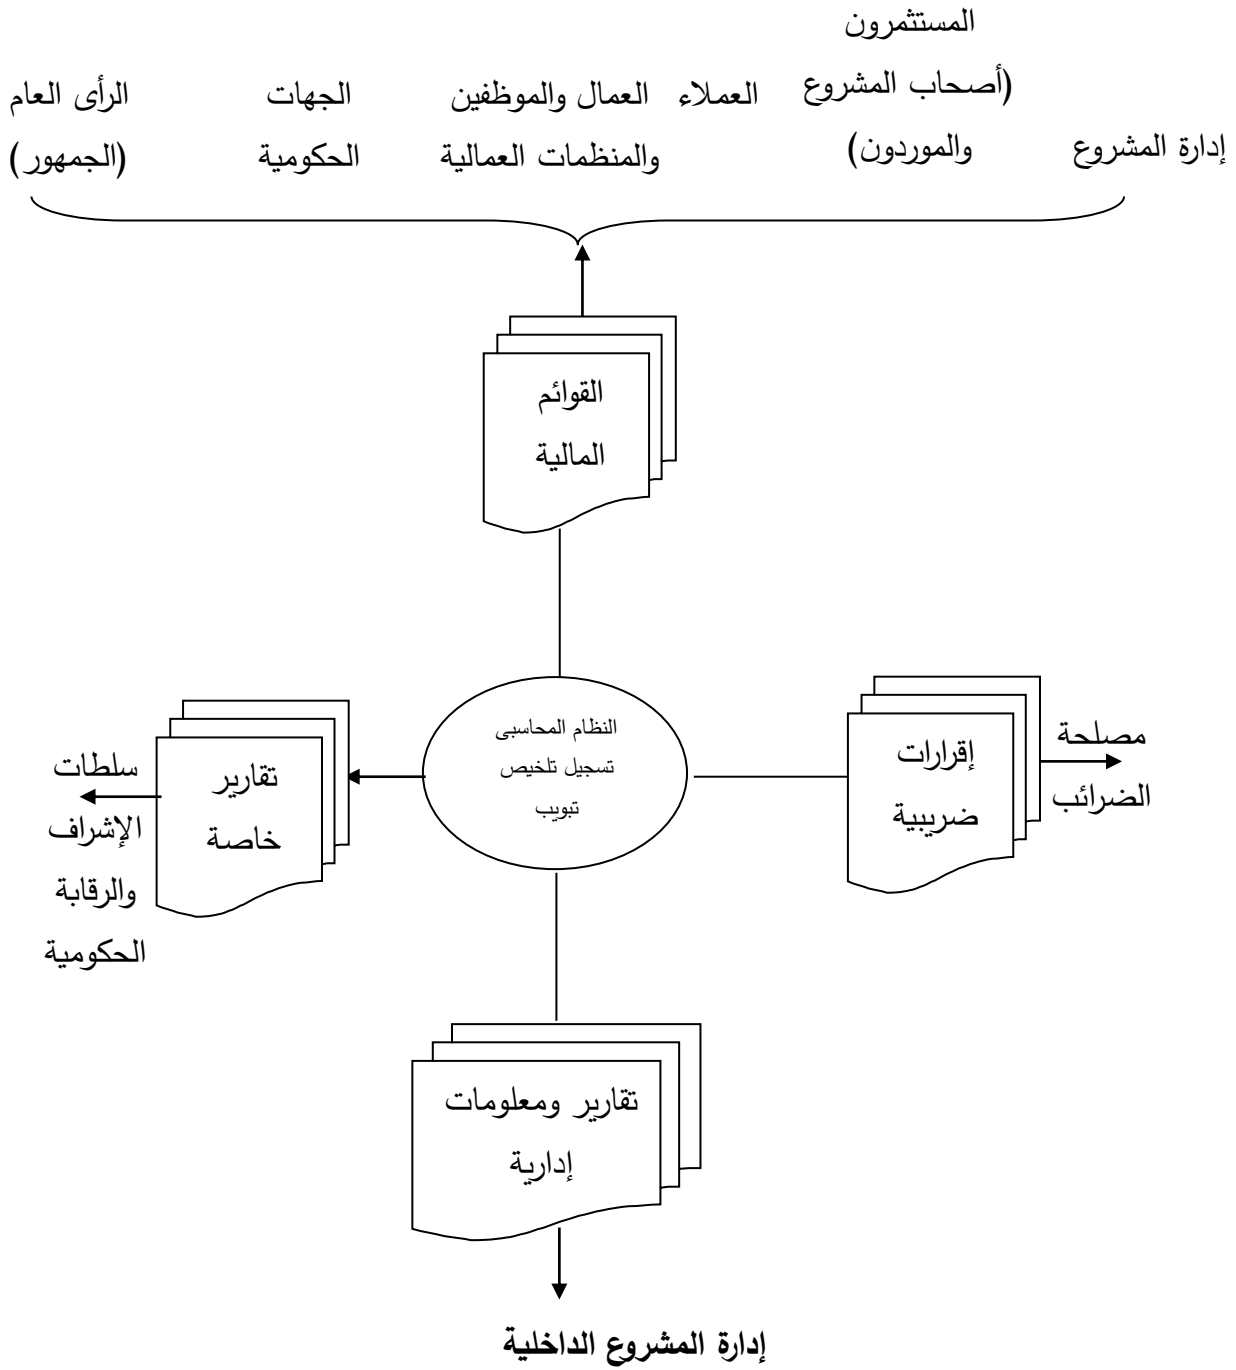 المستثمرون
(أصحاب المشروع
والموردون)
إدارة المشروع
العملاء
العمال والموظفين
والمنظمات العمالية
الجهات
الحكومية
الرأى العام
(الجمهور)
القوائم
المالية
النظام المحاسبى
تسجيل تلخيص
تبويب
إقرارات
ضريبية
مصلحة
الضرائب
تقارير
خاصة
سلطات
الإشراف
والرقابة
الحكومية
تقارير ومعلومات
إدارية
إدارة المشروع الداخلية